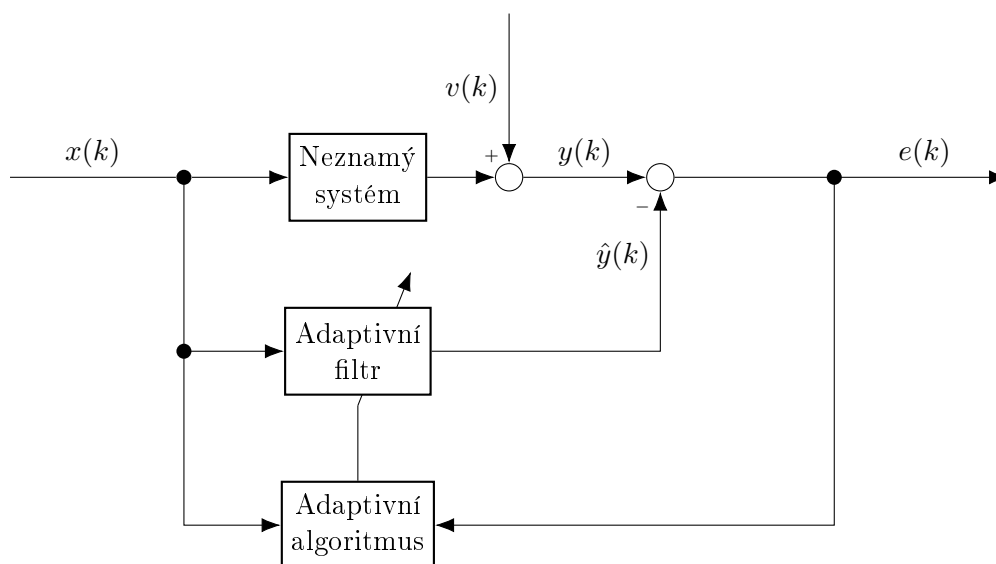 v(k)
x(k)
Neznamý
systém
+
y(k)
e(k)
−
ŷ(k)
Adaptivní
filtr
Adaptivní
algoritmus